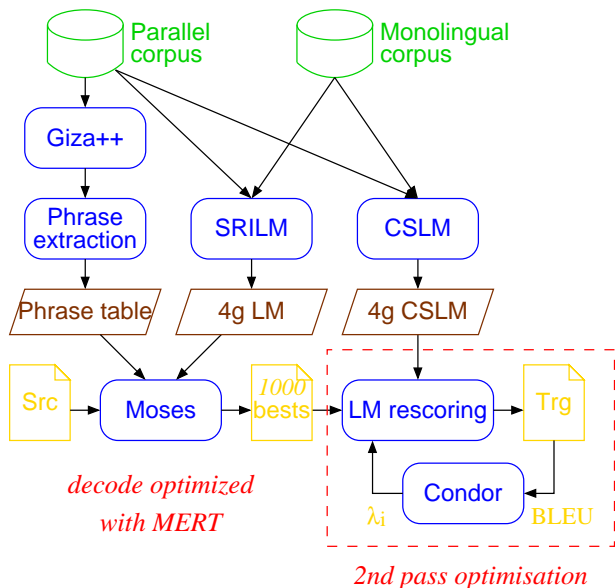 Parallel
corpus
Monolingual
corpus
Giza++
Phrase
extraction
SRILM
CSLM
Phrase table
4g LM
4g CSLM
Src
Moses
1000
bests
LM rescoring
Trg
Condor
λi
BLEU
decode optimized
with MERT
2nd pass optimisation